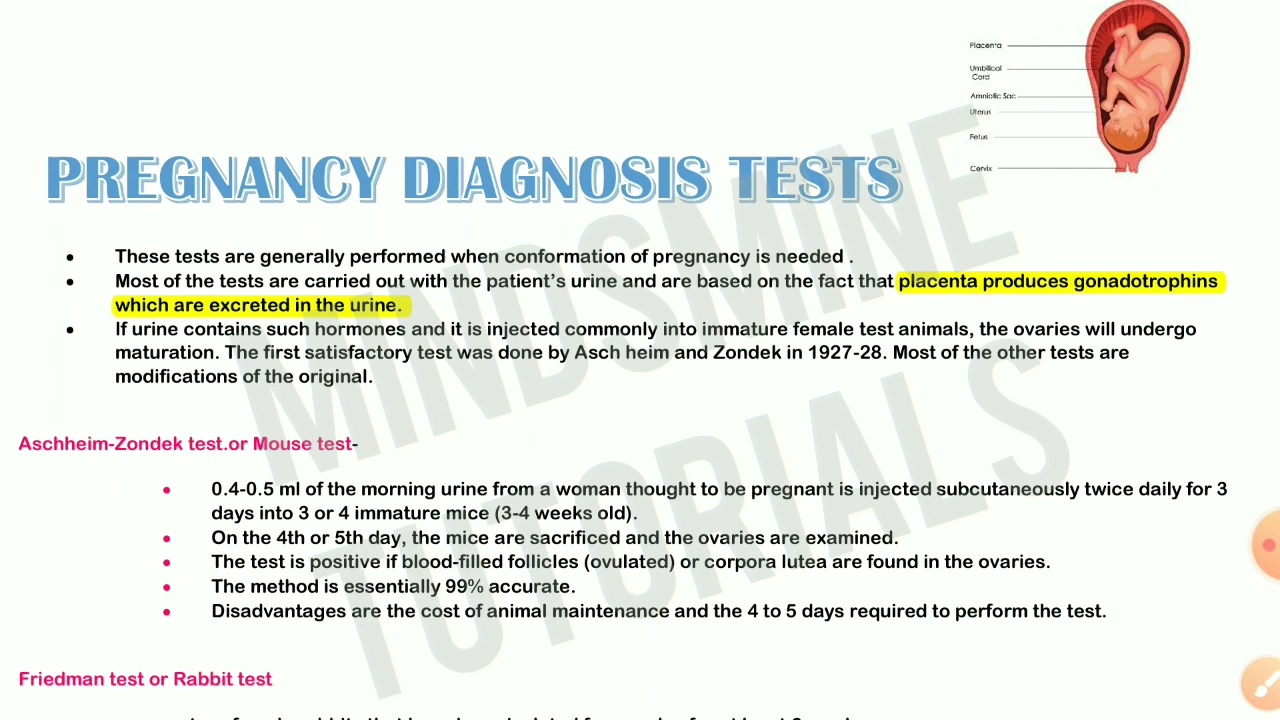 Placenta
Umbilical
Cord
Amniotic Sac
Uterus
Fetus
Cervix
PREGNANCY DIAGNOSIS TESTS
• These tests are generally performed when conformation of pregnancy is needed .
• Most of the tests are carried out with the patient's urine and are based on the fact that placenta produces gonadotrophins
which are excreted in the urine.
• If urine contains such hormones and it is injected commonly into immature female test animals, the ovaries will undergo
maturation. The first satisfactory test was done by Asch heim and Zondek in 1927-28. Most of the other tests are
modifications of the original.
Aschheim-Zondek test.or Mouse test-
• 0.4-0.5 ml of the morning urine from a woman thought to be pregnant is injected subcutaneously twice daily for 3
days into 3 or 4 immature mice (3-4 weeks old).
• On the 4th or 5th day, the mice are sacrificed and the ovaries are examined.
• The test is positive if blood-filled follicles (ovulated) or corpora lutea are found in the ovaries.
• The method is essentially 99% accurate.
• Disadvantages are the cost of animal maintenance and the 4 to 5 days required to perform the test.
Friedman test or Rabbit test
MINDSMINE
TUTORIALS